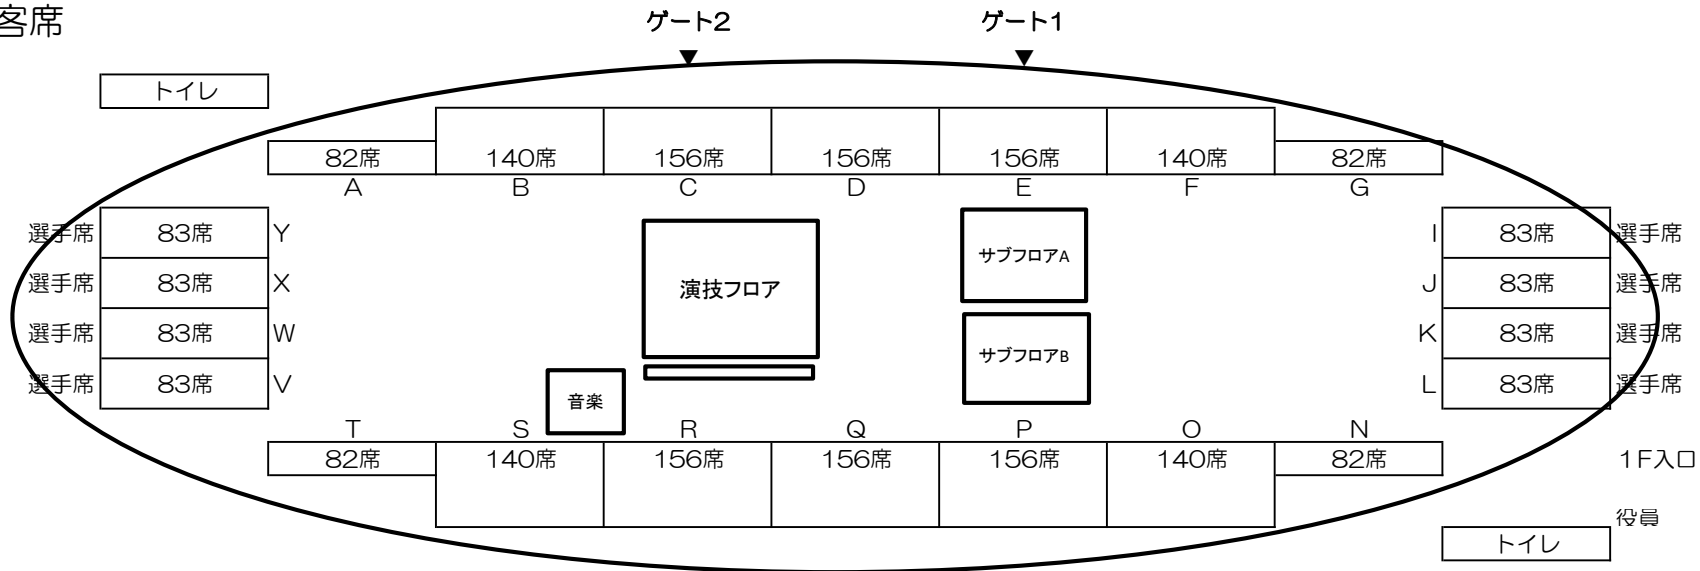 客席
ゲート2 ゲート1
▼ ▼
トイレ
82席 140席 156席 156席 156席 140席 82席
A B C D E F G
選手席 83席 Y I 83席 選手席
サブフロアA
選手席 83席 X 演技フロア J 83席 選手席
選手席 83席 W K 83席 選手席
サブフロアB
選手席 83席 V L 83席 選手席
音楽
T S R Q P O N
82席 140席 156席 156席 156席 140席 82席 1F入口
役員
トイレ